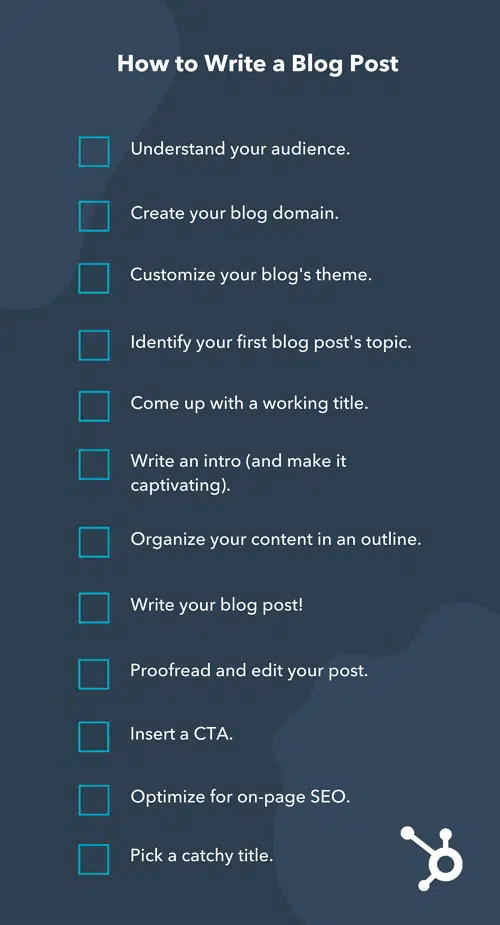 How to Write a Blog Post
Understand your audience.
Create your blog domain.
Customize your blog's theme.
Identify your first blog post's topic.
Come up with a working title.
Write an intro (and make it
captivating).
Organize your content in an outline.
Write your blog post!
Proofread and edit your post.
Insert a CTA.
Optimize for on-page SEO.
Pick a catchy title.